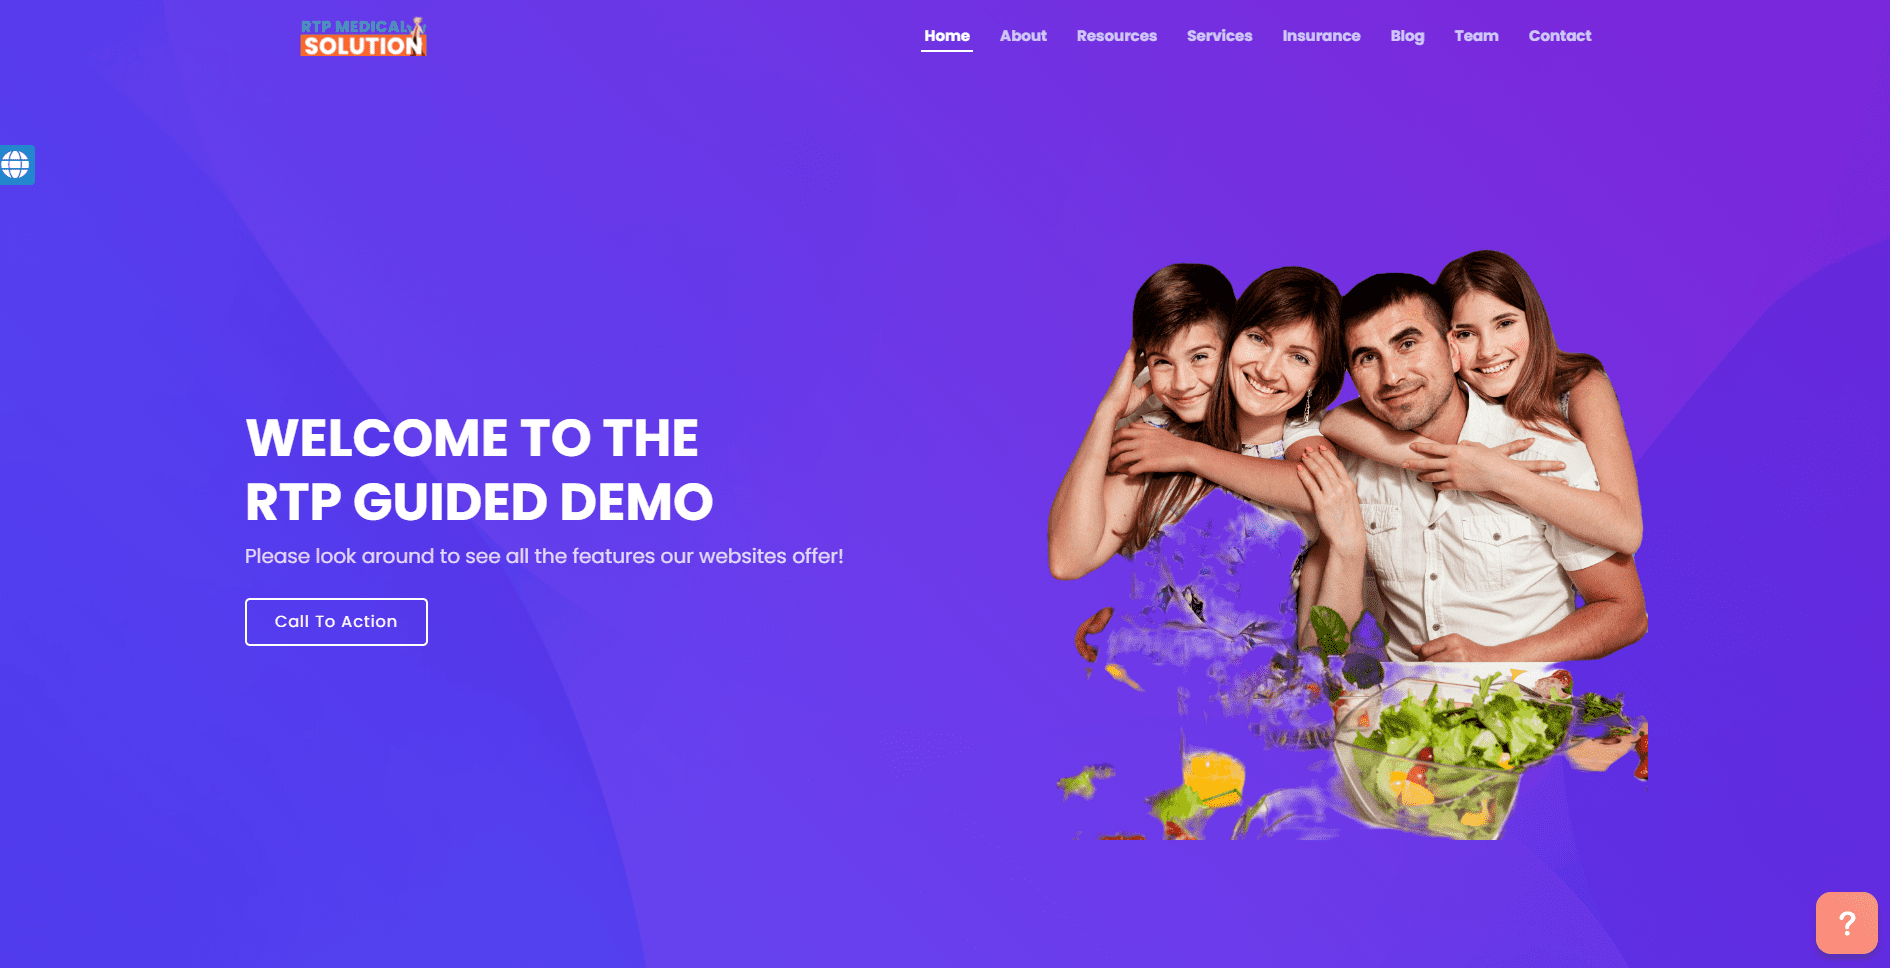 RTP MEDICAL
SOLUTION
Home About Resources Services Insurance Blog Team Contact
WELCOME TO THE
RTP GUIDED DEMO
Please look around to see all the features our websites offer!
Call To Action
?